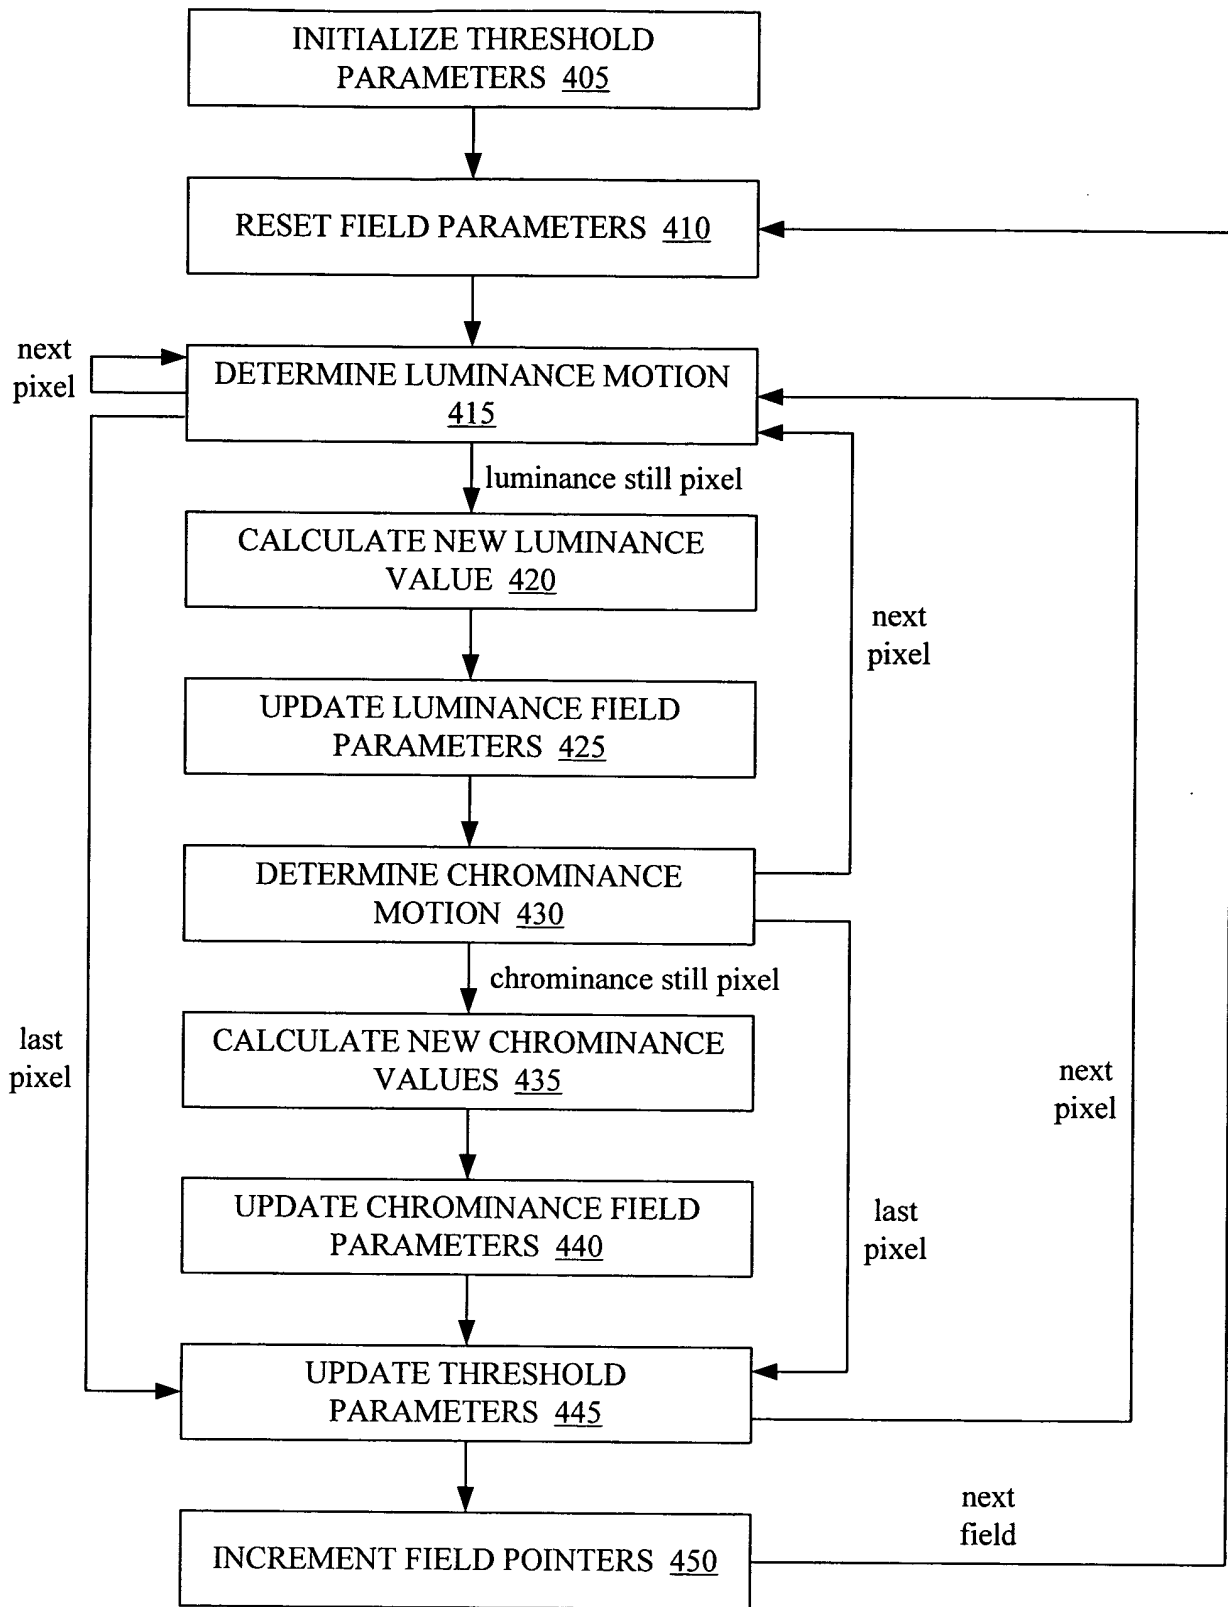 INITIALIZE THRESHOLD
PARAMETERS 405
RESET FIELD PARAMETERS 410
next
pixel
DETERMINE LUMINANCE MOTION
415
luminance still pixel
CALCULATE NEW LUMINANCE
VALUE 420
next
pixel
UPDATE LUMINANCE FIELD
PARAMETERS 425
DETERMINE CHROMINANCE
MOTION 430
chrominance still pixel
CALCULATE NEW CHROMINANCE
VALUES 435
last
pixel
next
pixel
UPDATE CHROMINANCE FIELD
PARAMETERS 440
last
pixel
UPDATE THRESHOLD
PARAMETERS 445
next
field
INCREMENT FIELD POINTERS 450